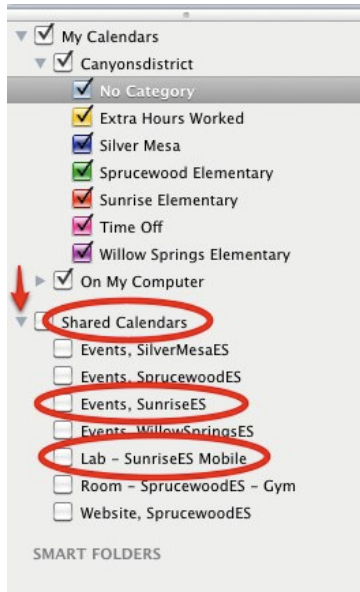 My Calendars
Canyonsdistrict
No Category
Extra Hours Worked
Silver Mesa
Sprucewood Elementary
Sunrise Elementary
Time Off
Willow Springs Elementary
On My Computer
Shared Calendars
Events, SilverMesaES
Events, SprucewoodES
Events, SunriseES
Events, WillowSpringsES
Lab – SunriseES Mobile
Room – SprucewoodES – Gym
Website, SprucewoodES
SMART FOLDERS